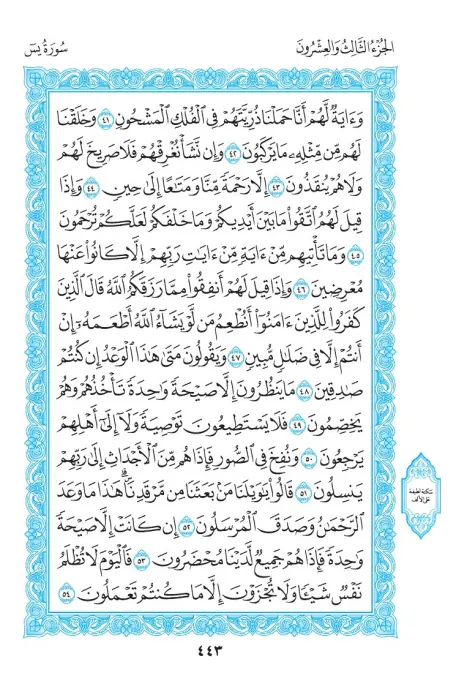 الجُزْءُ الثَّالِثُ وَالعِشْرُونَ
سُورَةُ يسٓ
وَءَايَةٞ لَّهُمۡ أَنَّا حَمَلۡنَا ذُرِّيَّتَهُمۡ فِي ٱلۡفُلۡكِ ٱلۡمَشۡحُونِ ٤١ وَخَلَقۡنَا
لَهُم مِّن مِّثۡلِهِۦ مَا يَرۡكَبُونَ ٤٢ وَإِن نَّشَأۡ نُغۡرِقۡهُمۡ فَلَا صَرِيخَ لَهُمۡ
وَلَا هُمۡ يُنقَذُونَ ٤٣ إِلَّا رَحۡمَةٗ مِّنَّا وَمَتَٰعًا إِلَىٰ حِينٖ ٤٤ وَإِذَا
قِيلَ لَهُمُ ٱتَّقُواْ مَا بَيۡنَ أَيۡدِيكُمۡ وَمَا خَلۡفَكُمۡ لَعَلَّكُمۡ تُرۡحَمُونَ
٤٥ وَمَا تَأۡتِيهِم مِّنۡ ءَايَةٖ مِّنۡ ءَايَٰتِ رَبِّهِمۡ إِلَّا كَانُواْ عَنۡهَا
مُعۡرِضِينَ ٤٦ وَإِذَا قِيلَ لَهُمۡ أَنفِقُواْ مِمَّا رَزَقَكُمُ ٱللَّهُ قَالَ ٱلَّذِينَ
كَفَرُواْ لِلَّذِينَ ءَامَنُوٓاْ أَنُطۡعِمُ مَن لَّوۡ يَشَآءُ ٱللَّهُ أَطۡعَمَهُۥٓ إِنۡ
أَنتُمۡ إِلَّا فِي ضَلَٰلٖ مُّبِينٖ ٤٧ وَيَقُولُونَ مَتَىٰ هَٰذَا ٱلۡوَعۡدُ إِن كُنتُمۡ
صَٰدِقِينَ ٤٨ مَا يَنظُرُونَ إِلَّا صَيۡحَةٗ وَٰحِدَةٗ تَأۡخُذُهُمۡ وَهُمۡ
يَخِصِّمُونَ ٤٩ فَلَا يَسۡتَطِيعُونَ تَوۡصِيَةٗ وَلَآ إِلَىٰٓ أَهۡلِهِمۡ
يَرۡجِعُونَ ٥٠ وَنُفِخَ فِي ٱلصُّورِ فَإِذَا هُم مِّنَ ٱلۡأَجۡدَاثِ إِلَىٰ رَبِّهِمۡ
يَنسِلُونَ ٥١ قَالُواْ يَٰوَيۡلَنَا مَنۢ بَعَثَنَا مِن مَّرۡقَدِنَاۜۗ هَٰذَا مَا وَعَدَ
ٱلرَّحۡمَٰنُ وَصَدَقَ ٱلۡمُرۡسَلُونَ ٥٢ إِن كَانَتۡ إِلَّا صَيۡحَةٗ
وَٰحِدَةٗ فَإِذَا هُمۡ جَمِيعٞ لَّدَيۡنَا مُحۡضَرُونَ ٥٣ فَٱلۡيَوۡمَ لَا تُظۡلَمُ
نَفۡسٞ شَيۡـٔٗا وَلَا تُجۡزَوۡنَ إِلَّا مَا كُنتُمۡ تَعۡمَلُونَ ٥٤
سكتة لطيفة
على الألف
٤٤٣